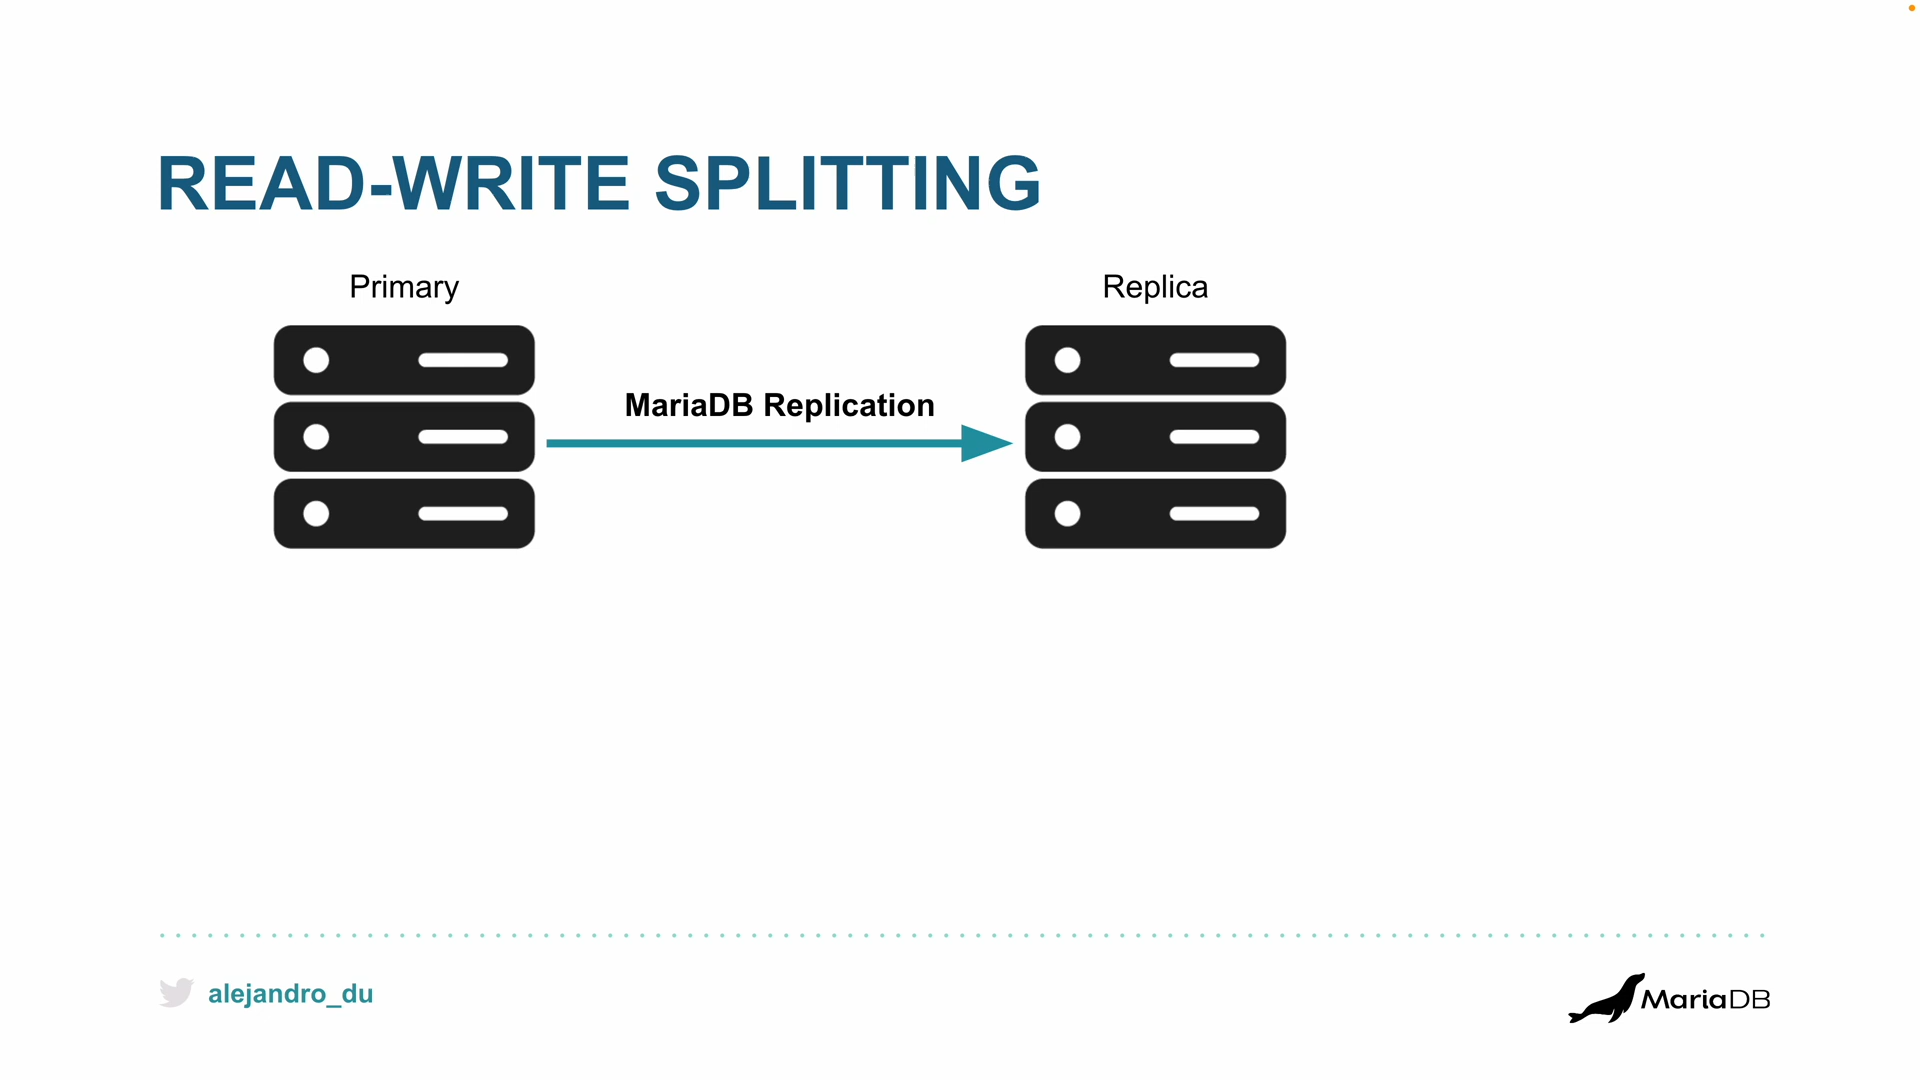 READ-WRITE SPLITTING
Primary
Replica
MariaDB Replication
alejandro_du
MariaDB